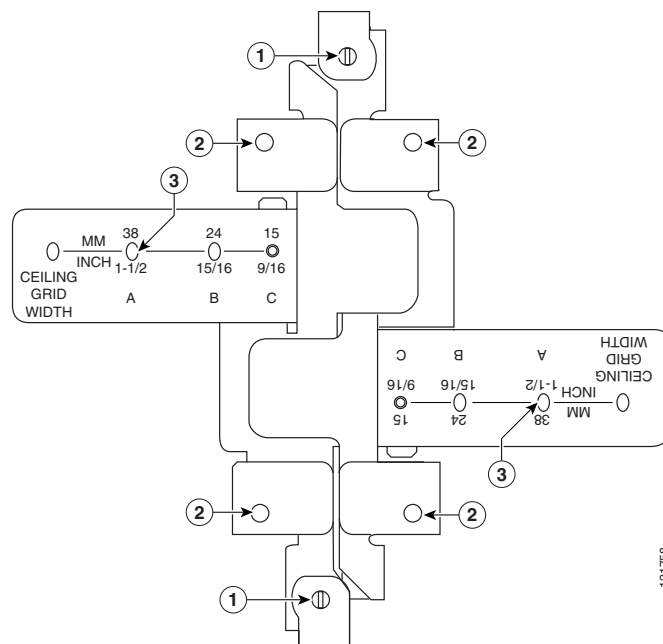 1
2
2
3
38 24 15
MM
INCH
1-1/2 15/16 9/16
CEILING
GRID
WIDTH
A B C
CEILING
GRID
WIDTH
A B C
1-1/2 15/16 9/16
INCH
MM
38 24 15
3
2
2
1